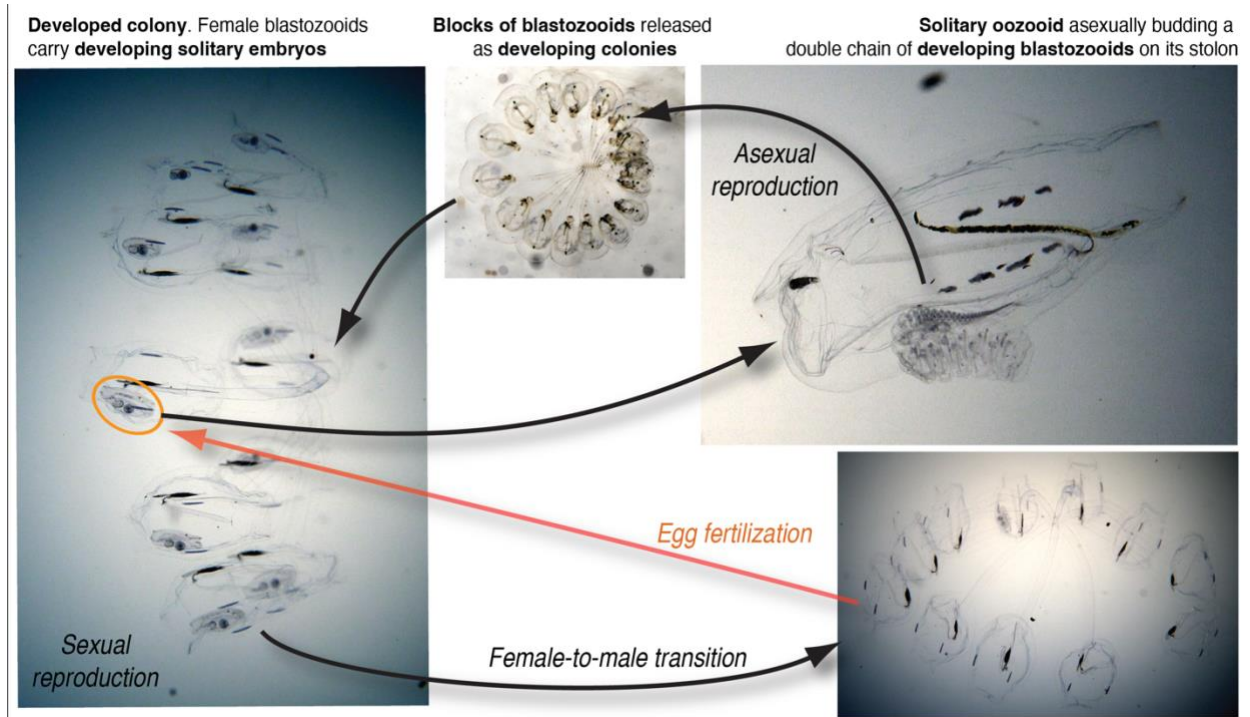 Developed colony. Female blastozooids
carry developing solitary embryos
Blocks of blastozooids released
as developing colonies
Solitary oozooid asexually budding a
double chain of developing blastozooids on its stolon
Asexual
reproduction
Egg fertilization
Sexual
reproduction
Female-to-male transition